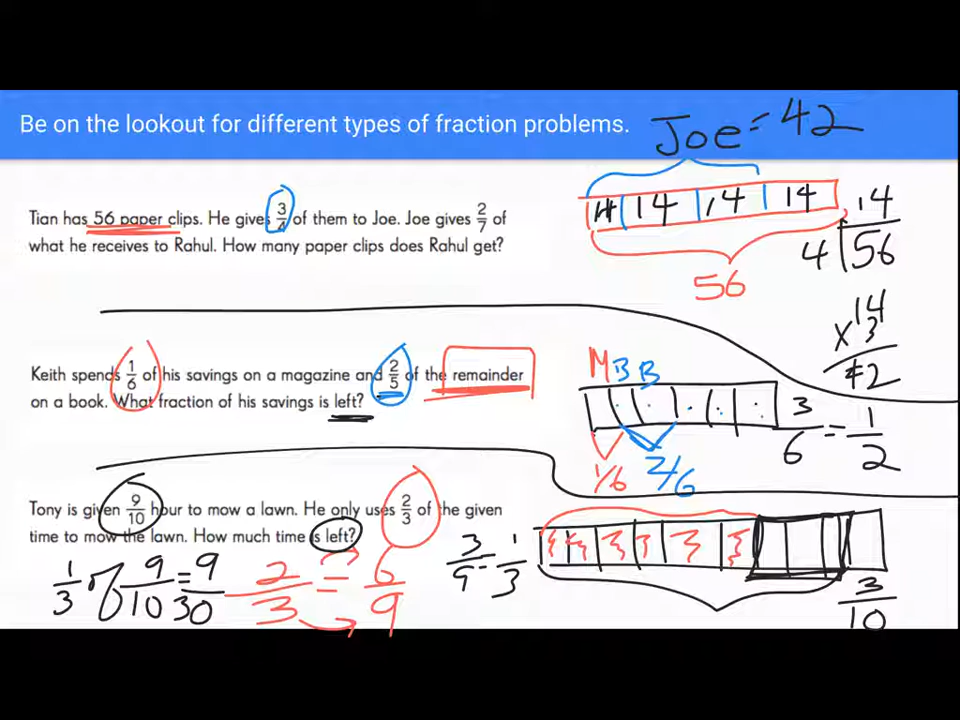 Be on the lookout for different types of fraction problems.
Joe = 42
Tian has 56 paper clips. He gives 3/4 of them to Joe. Joe gives 2/7 of
what he receives to Rahul. How many paper clips does Rahul get?
14 14 14 14
56
14
4 56
14
x 3
42
Keith spends 1/6 of his savings on a magazine and 2/5 of the remainder
on a book. What fraction of his savings is left?
M B B
1/6 2/6
3/6 = 1/2
Tony is given 9/10 hour to mow a lawn. He only uses 2/3 of the given
time to mow the lawn. How much time is left?
1/3 of 9/10 = 9/30
2/3 = 6/9
3/9 = 1/3
3/10